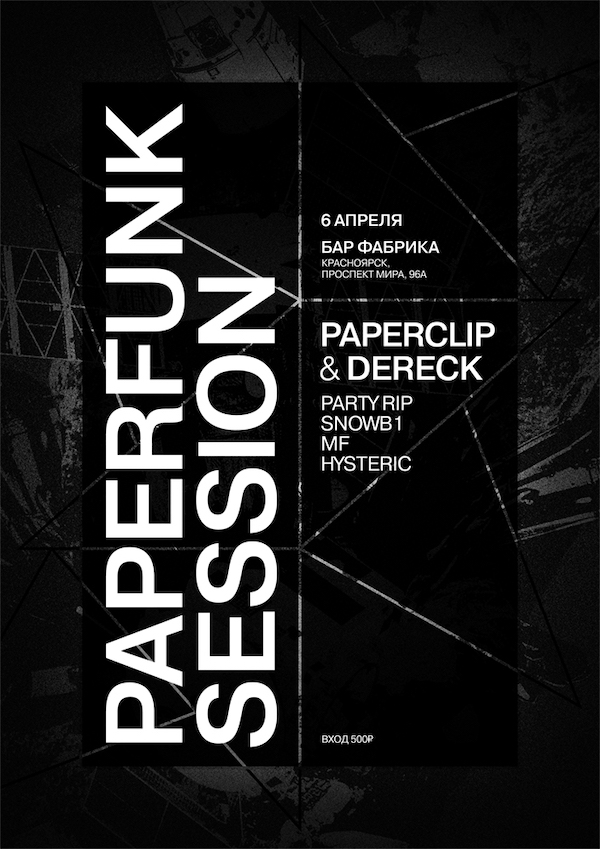 PAPERFUNK
SESSION
6 АПРЕЛЯ
БАР ФАБРИКА
КРАСНОЯРСК,
ПРОСПЕКТ МИРА, 96А
PAPERCLIP
& DERECK
PARTY RIP
SNOWB1
MF
HYSTERIC
ВХОД 500₽